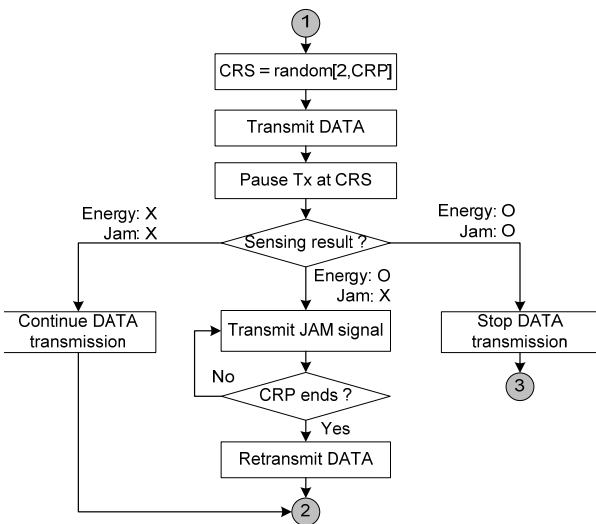 1
CRS = random[2,CRP]
Transmit DATA
Pause Tx at CRS
Energy: X
Jam: X
Energy: O
Jam: O
Sensing result ?
Energy: O
Jam: X
Continue DATA
transmission
Transmit JAM signal
Stop DATA
transmission
No
CRP ends ?
3
Yes
Retransmit DATA
2